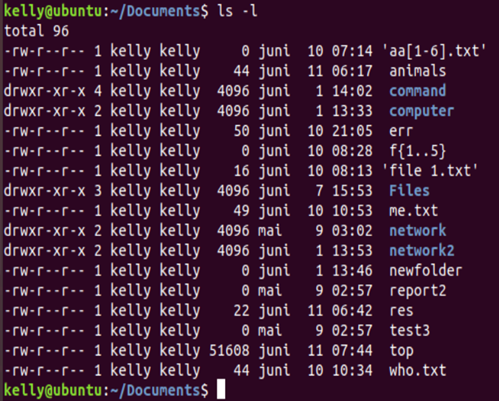 kelly@ubuntu:~/Documents$ ls -l
total 96
-rw-r--r-- 1 kelly kelly     0 juni  10 07:14 'aa[1-6].txt'
-rw-r--r-- 1 kelly kelly    44 juni  11 06:17  animals
drwxr-xr-x 4 kelly kelly  4096 juni   1 14:02  command
drwxr-xr-x 2 kelly kelly  4096 juni   1 13:33  computer
-rw-r--r-- 1 kelly kelly    50 juni  10 21:05  err
-rw-r--r-- 1 kelly kelly     0 juni  10 08:28  f{1..5}
-rw-r--r-- 1 kelly kelly    16 juni  10 08:13 'file 1.txt'
drwxr-xr-x 3 kelly kelly  4096 juni   7 15:53  Files
-rw-r--r-- 1 kelly kelly    49 juni  10 10:53  me.txt
drwxr-xr-x 2 kelly kelly  4096 mai    9 03:02  network
drwxr-xr-x 2 kelly kelly  4096 juni   1 13:53  network2
-rw-r--r-- 1 kelly kelly     0 juni   1 13:46  newfolder
-rw-r--r-- 1 kelly kelly     0 mai    9 02:57  report2
-rw-r--r-- 1 kelly kelly    22 juni  11 06:42  res
-rw-r--r-- 1 kelly kelly     0 mai    9 02:57  test3
-rw-r--r-- 1 kelly kelly 51608 juni  11 07:44  top
-rw-r--r-- 1 kelly kelly    44 juni  10 10:34  who.txt
kelly@ubuntu:~/Documents$